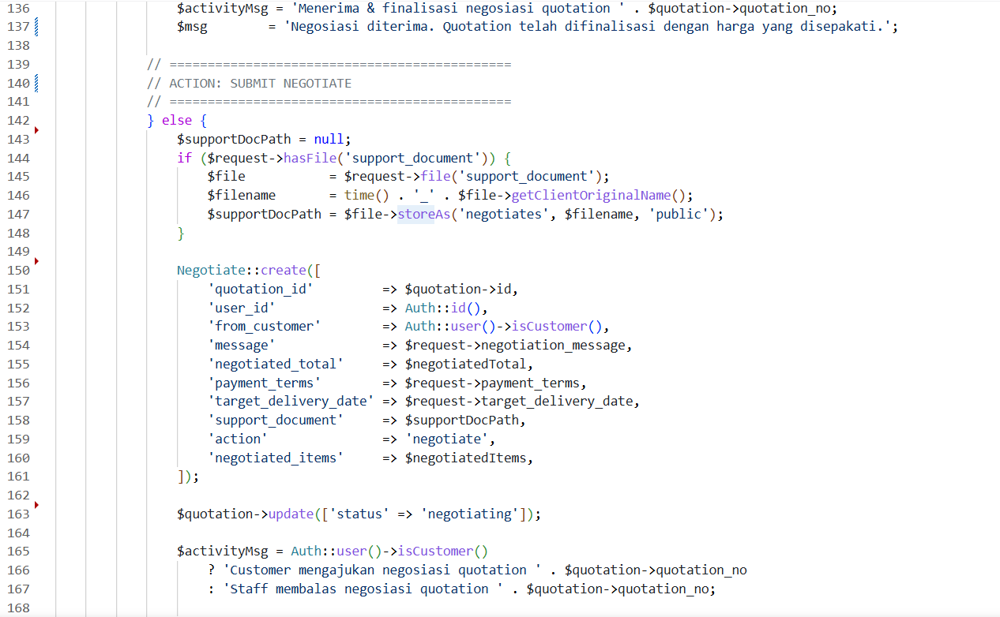 136                    $activityMsg = 'Menerima & finalisasi negosiasi quotation ' . $quotation->quotation_no;
137                    $msg         = 'Negosiasi diterima. Quotation telah difinalisasi dengan harga yang disepakati.';
138
139                // =============================================
140                // ACTION: SUBMIT NEGOTIATE
141                // =============================================
142                } else {
143                    $supportDocPath = null;
144                    if ($request->hasFile('support_document')) {
145                        $file           = $request->file('support_document');
146                        $filename       = time() . '_' . $file->getClientOriginalName();
147                        $supportDocPath = $file->storeAs('negotiates', $filename, 'public');
148                    }
149
150                    Negotiate::create([
151                        'quotation_id'         => $quotation->id,
152                        'user_id'              => Auth::id(),
153                        'from_customer'        => Auth::user()->isCustomer(),
154                        'message'              => $request->negotiation_message,
155                        'negotiated_total'     => $negotiatedTotal,
156                        'payment_terms'        => $request->payment_terms,
157                        'target_delivery_date' => $request->target_delivery_date,
158                        'support_document'     => $supportDocPath,
159                        'action'               => 'negotiate',
160                        'negotiated_items'     => $negotiatedItems,
161                    ]);
162
163                    $quotation->update(['status' => 'negotiating']);
164
165                    $activityMsg = Auth::user()->isCustomer()
166                        ? 'Customer mengajukan negosiasi quotation ' . $quotation->quotation_no
167                        : 'Staff membalas negosiasi quotation ' . $quotation->quotation_no;
168